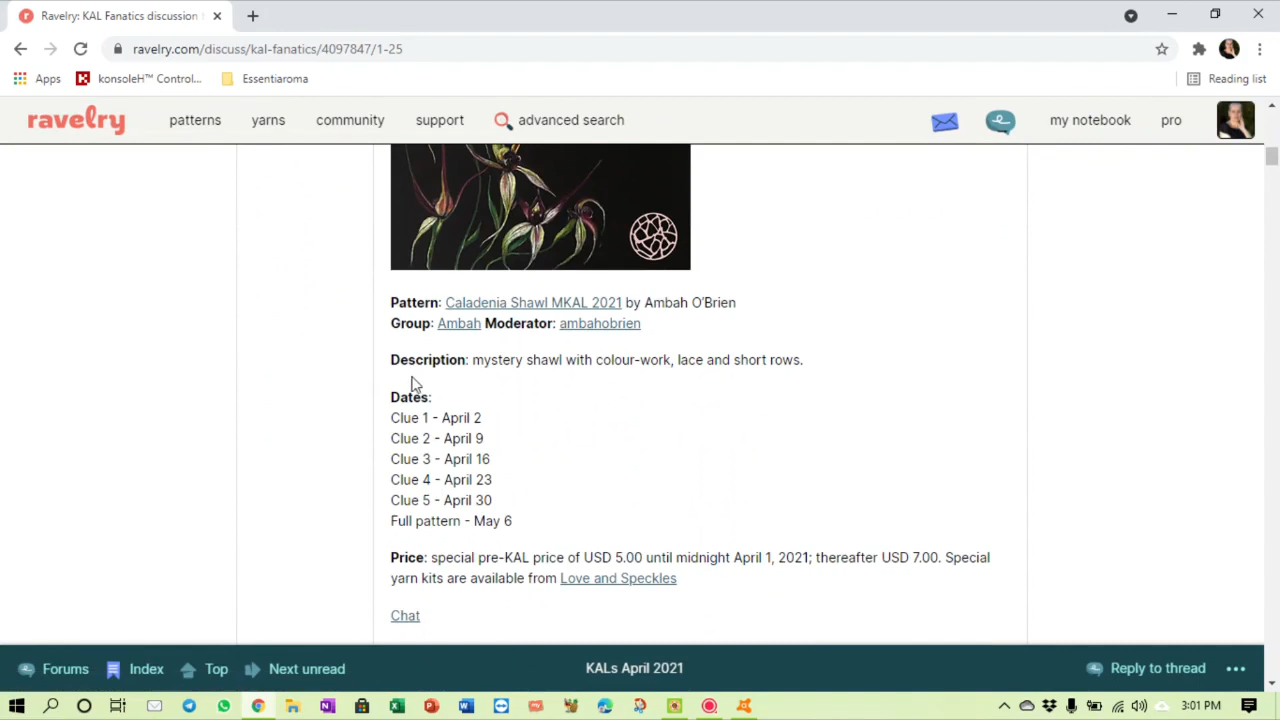 Ravelry: KAL Fanatics discussion
ravelry.com/discuss/kal-fanatics/4097847/1-25
Apps
konsoleH™ Control...
Essentiaroma
Reading list
ravelry
patterns
yarns
community
support
advanced search
my notebook
pro
Pattern: Caladenia Shawl MKAL 2021 by Ambah O'Brien
Group: Ambah Moderator: ambahobrien
Description: mystery shawl with colour-work, lace and short rows.
Dates:
Clue 1 - April 2
Clue 2 - April 9
Clue 3 - April 16
Clue 4 - April 23
Clue 5 - April 30
Full pattern - May 6
Price: special pre-KAL price of USD 5.00 until midnight April 1, 2021; thereafter USD 7.00. Special
yarn kits are available from Love and Speckles
Chat
Forums
Index
Top
Next unread
KALs April 2021
Reply to thread
3:01 PM